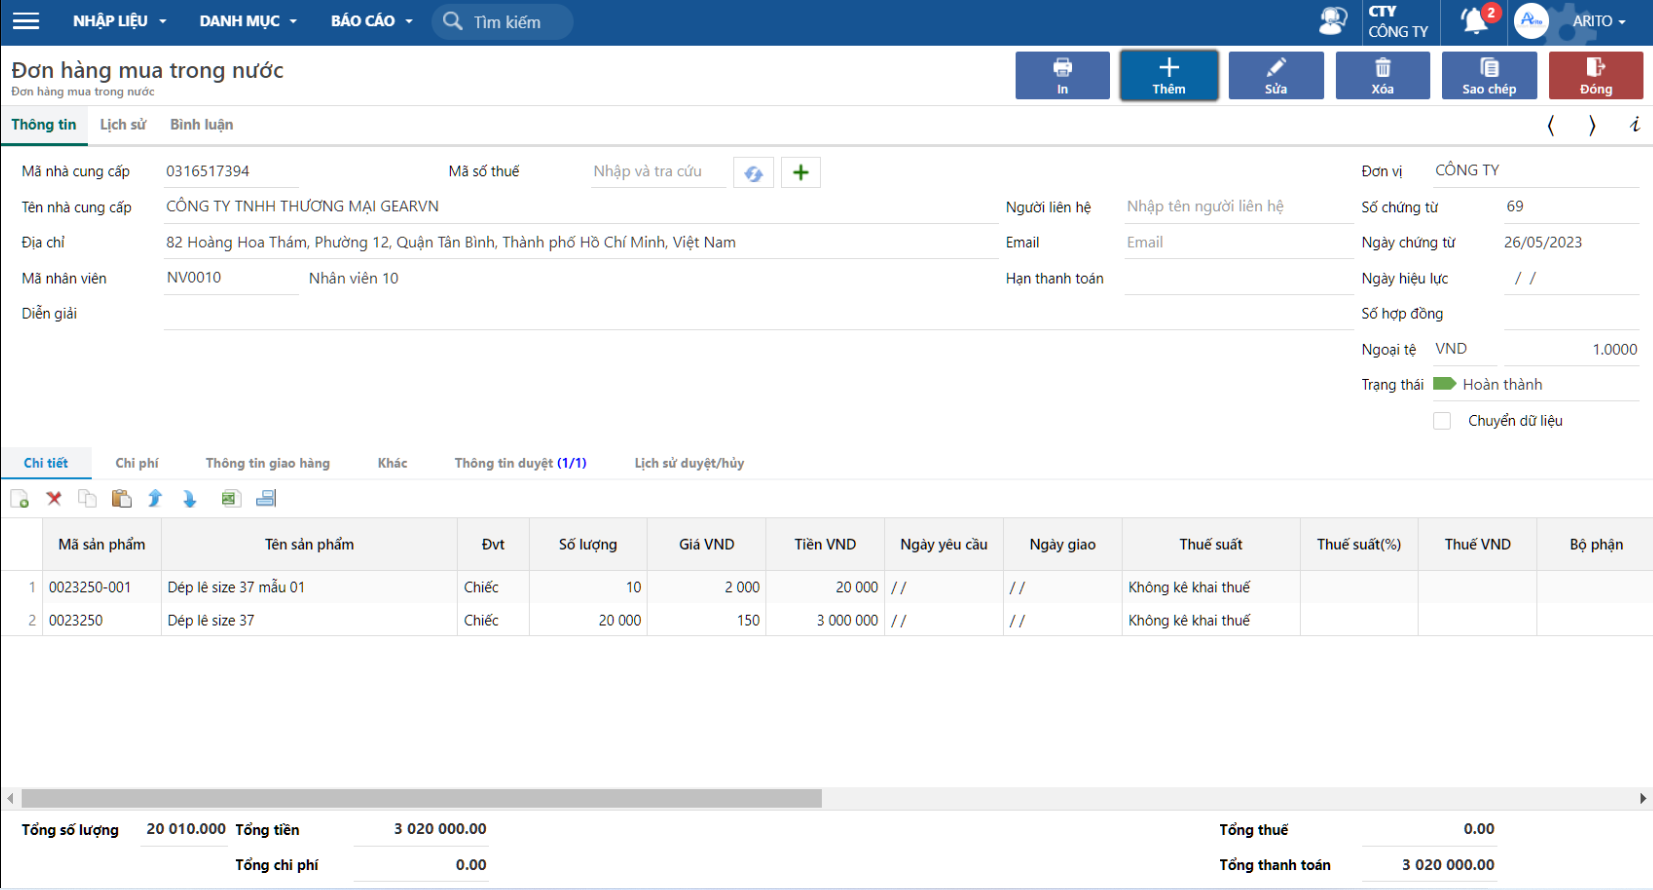 NHẬP LIỆU DANH MỤC BÁO CÁO Tìm kiếm CTY CÔNG TY 2 ARITO
Đơn hàng mua trong nước
Đơn hàng mua trong nước
In Thêm Sửa Xóa Sao chép Đóng
Thông tin Lịch sử Bình luận
Mã nhà cung cấp 0316517394 Mã số thuế Nhập và tra cứu Đơn vị CÔNG TY
Tên nhà cung cấp CÔNG TY TNHH THƯƠNG MẠI GEARVN Người liên hệ Nhập tên người liên hệ Số chứng từ 69
Địa chỉ 82 Hoàng Hoa Thám, Phường 12, Quận Tân Bình, Thành phố Hồ Chí Minh, Việt Nam Email Email Ngày chứng từ 26/05/2023
Mã nhân viên NV0010 Nhân viên 10 Hạn thanh toán Ngày hiệu lực / /
Diễn giải Số hợp đồng
Ngoại tệ VND 1.0000
Trạng thái Hoàn thành
Chuyển dữ liệu
Chi tiết Chi phí Thông tin giao hàng Khác Thông tin duyệt (1/1) Lịch sử duyệt/hủy
Mã sản phẩm Tên sản phẩm Đvt Số lượng Giá VND Tiền VND Ngày yêu cầu Ngày giao Thuế suất Thuế suất(%) Thuế VND Bộ phận
1 0023250-001 Dép lê size 37 mẫu 01 Chiếc 10 2 000 20 000 / / / / Không kê khai thuế
2 0023250 Dép lê size 37 Chiếc 20 000 150 3 000 000 / / / / Không kê khai thuế
Tổng số lượng 20 010.000 Tổng tiền 3 020 000.00 Tổng thuế 0.00
Tổng chi phí 0.00 Tổng thanh toán 3 020 000.00